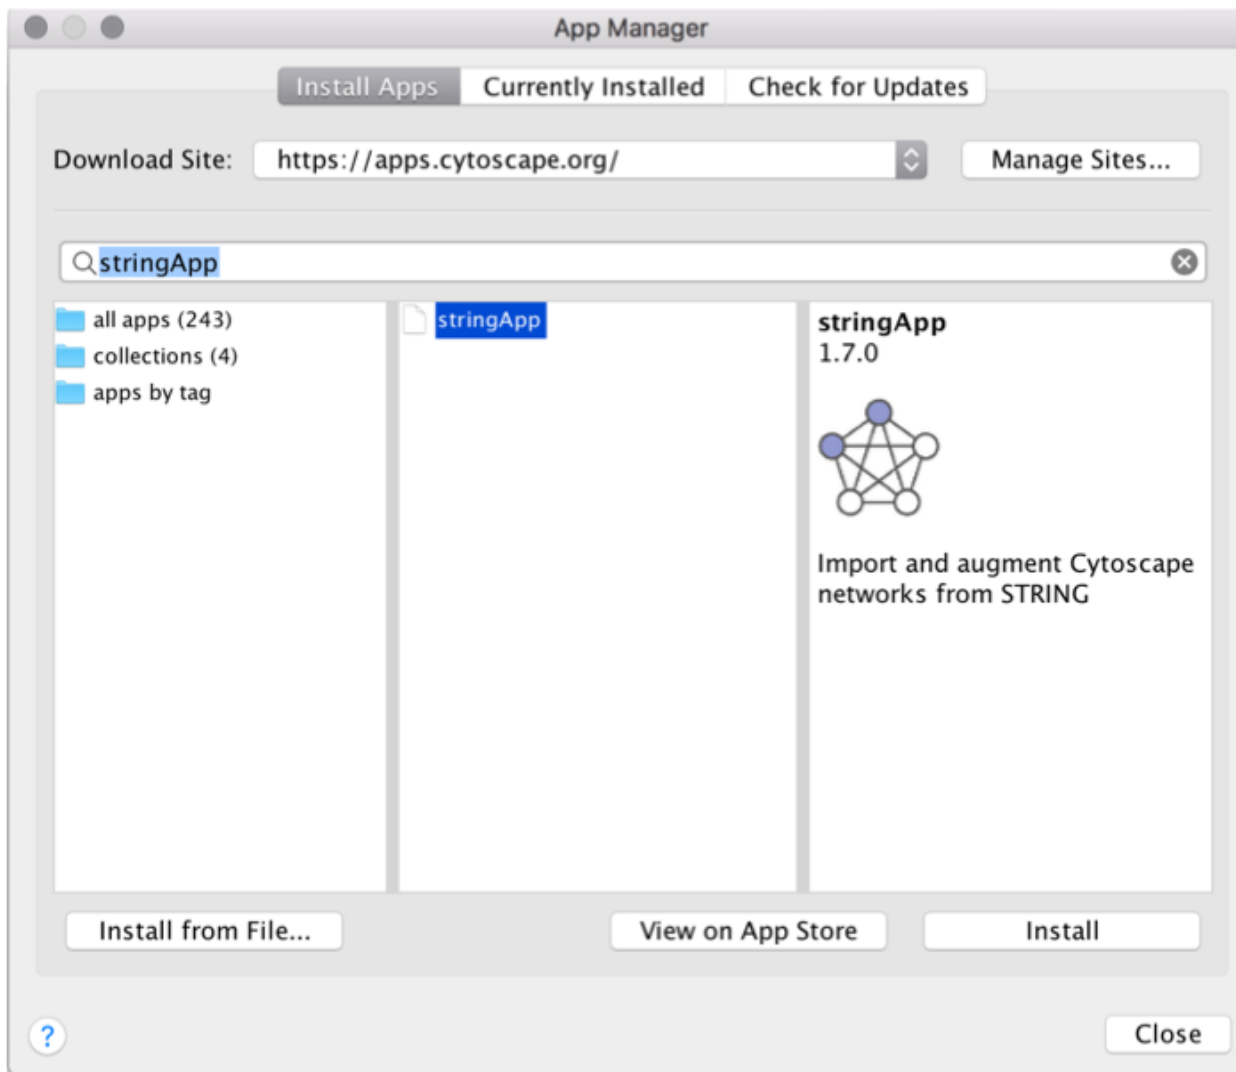 App Manager
Install Apps Currently Installed Check for Updates
Download Site: https://apps.cytoscape.org/ Manage Sites...
stringApp
all apps (243)
collections (4)
apps by tag
stringApp
stringApp
1.7.0
Import and augment Cytoscape
networks from STRING
Install from File... View on App Store Install
? Close